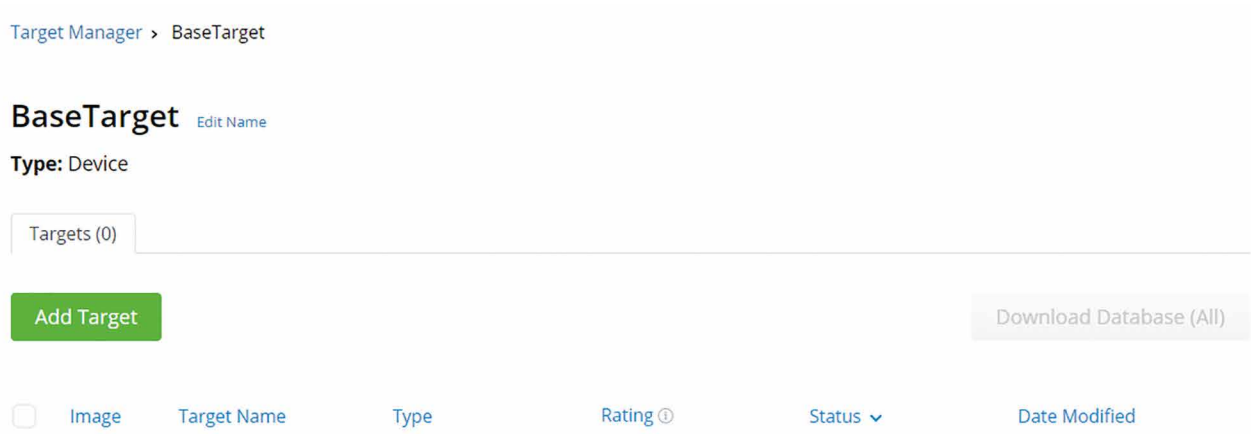 Target Manager > BaseTarget
BaseTarget Edit Name
Type: Device
Targets (0)
Add Target Download Database (All)
Image Target Name Type Rating Status Date Modified